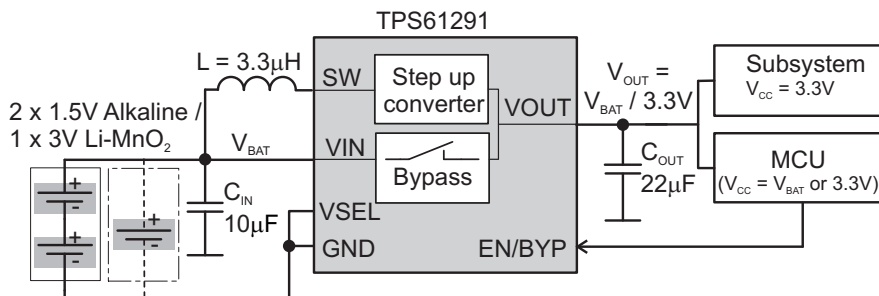 TPS61291
L = 3.3µH
SW
Step up
converter
VOUT
V_OUT =
V_BAT / 3.3V
Subsystem
V_CC = 3.3V
2 x 1.5V Alkaline /
1 x 3V Li-MnO₂
V_BAT
VIN
Bypass
C_IN
10µF
VSEL
GND
EN/BYP
C_OUT
22µF
MCU
(V_CC = V_BAT or 3.3V)
+
+
+